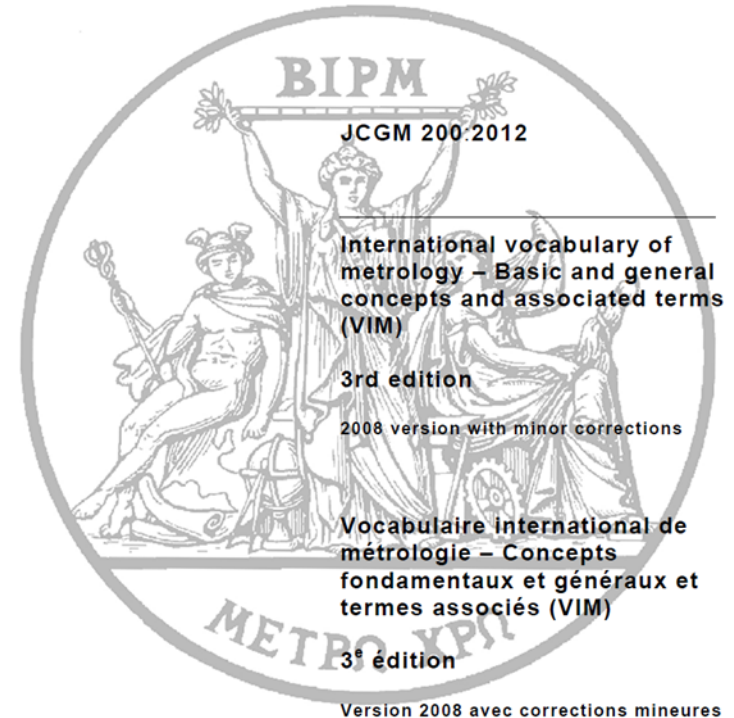 BIPM
JCGM 200:2012
International vocabulary of
metrology – Basic and general
concepts and associated terms
(VIM)
3rd edition
2008 version with minor corrections
Vocabulaire international de
métrologie – Concepts
fondamentaux et généraux et
termes associés (VIM)
ΜΕΤΡΩ ΧΡΩ
3e édition
Version 2008 avec corrections mineures